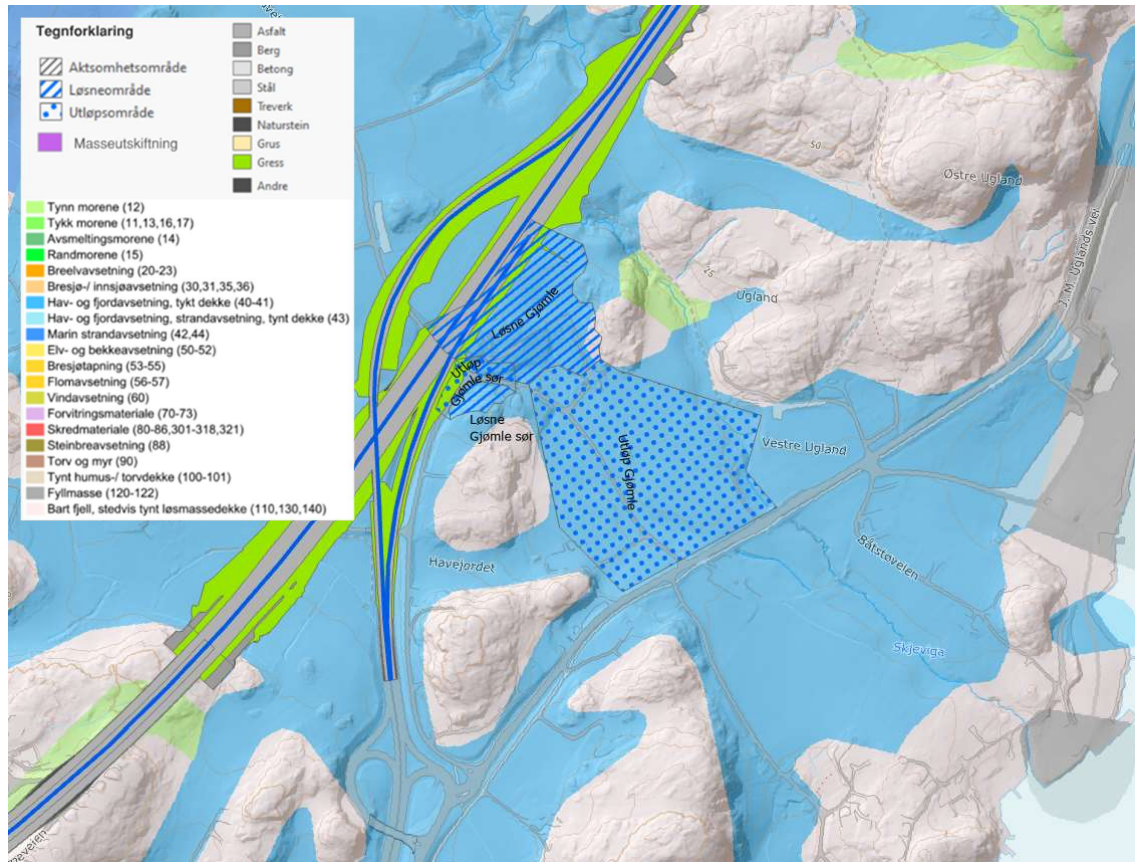 Tegnforklaring
Aktsomhetsområde
Løsneområde
Utløpsområde
Masseutskiftning
Asfalt
Berg
Betong
Stål
Treverk
Naturstein
Grus
Gress
Andre
Tynn morene (12)
Tykk morene (11,13,16,17)
Avsmeltingsmorene (14)
Randmorene (15)
Breelvavsetning (20-23)
Bresjø-/ innsjøavsetning (30,31,35,36)
Hav- og fjordavsetning, tykt dekke (40-41)
Hav- og fjordavsetning, strandavsetning, tynt dekke (43)
Marin strandavsetning (42,44)
Elv- og bekkeavsetning (50-52)
Bresjøtapning (53-55)
Flomavsetning (56-57)
Vindavsetning (60)
Forvitringsmateriale (70-73)
Skredmateriale (80-86,301-318,321)
Steinbreavsetning (88)
Torv og myr (90)
Tynt humus-/ torvdekke (100-101)
Fyllmasse (120-122)
Bart fjell, stedvis tynt løsmassedekke (110,130,140)
50
Østre Ugland
J. M. Uglands vei
25
Ugland
Løsne Gjømle
Utløp
Gjømle sør
Løsne
Gjømle sør
Utløp Gjømle
Vestre Ugland
Båtstøveien
Havejordet
Skjeviga